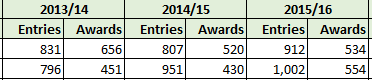 2013/14 2014/15 2015/16
Entries Awards Entries Awards Entries Awards
831 656 807 520 912 534
796 451 951 430 1,002 554